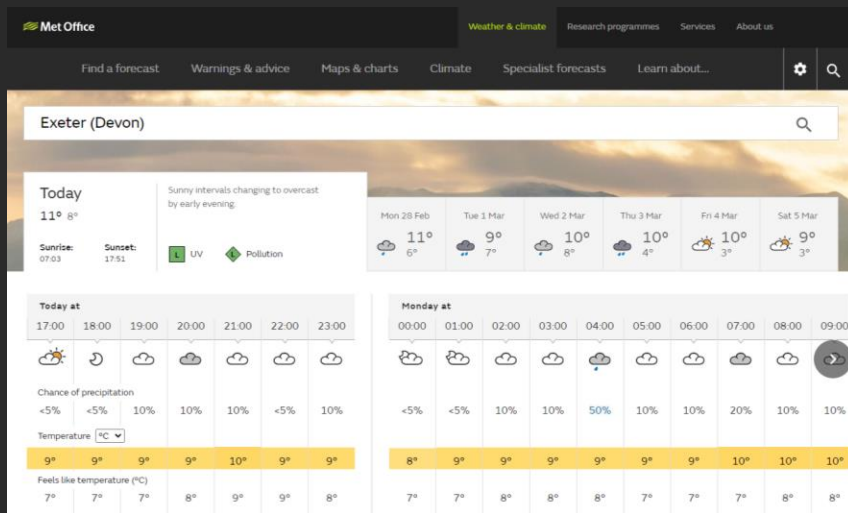 Met Office
Weather & climate Research programmes Services About us
Find a forecast Warnings & advice Maps & charts Climate Specialist forecasts Learn about...
Exeter (Devon)
Today
11° 8°
Sunrise: Sunset:
07:03 17:51
Sunny intervals changing to overcast
by early evening.
L UV L Pollution
Mon 28 Feb Tue 1 Mar Wed 2 Mar Thu 3 Mar Fri 4 Mar Sat 5 Mar
11° 9° 10° 10° 10° 9°
6° 7° 8° 4° 3° 3°
Today at Monday at
17:00 18:00 19:00 20:00 21:00 22:00 23:00 00:00 01:00 02:00 03:00 04:00 05:00 06:00 07:00 08:00 09:00
Chance of precipitation
<5% <5% 10% 10% 10% <5% 10% <5% <5% 10% 10% 50% 10% 10% 20% 10% 10%
Temperature °C
9° 9° 9° 9° 10° 9° 9° 8° 9° 9° 9° 9° 9° 9° 10° 10° 10°
Feels like temperature (°C)
7° 7° 7° 8° 9° 9° 8° 7° 7° 8° 8° 8° 7° 7° 7° 8° 8°